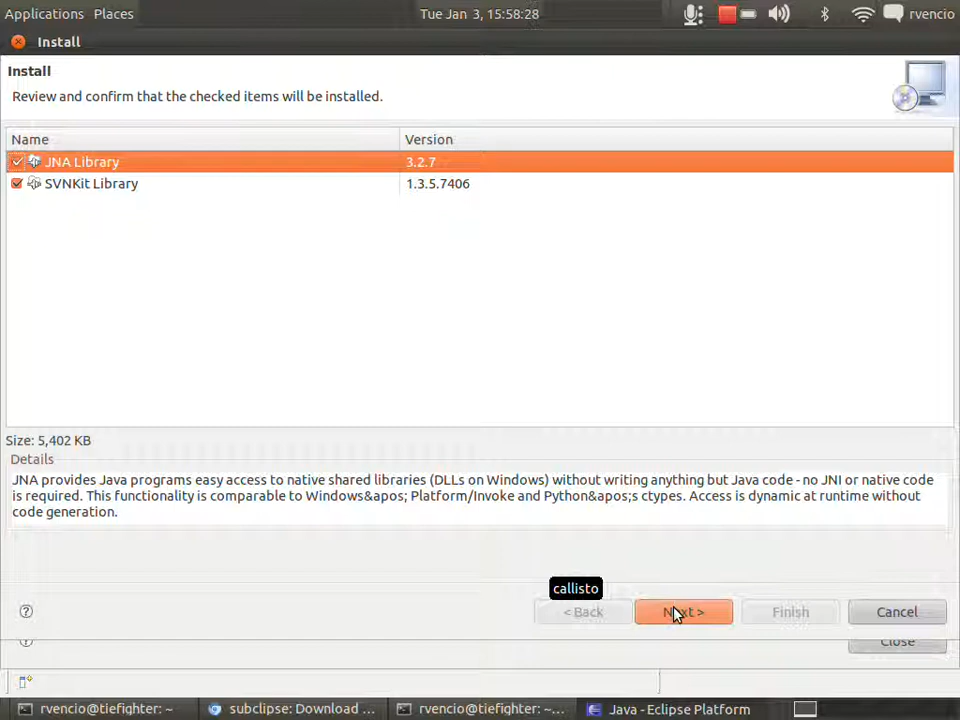 Applications Places Tue Jan 3, 15:58:28 rvencio
Install
Install
Review and confirm that the checked items will be installed.
Name Version
JNA Library 3.2.7
SVNKit Library 1.3.5.7406
Size: 5,402 KB
Details
JNA provides Java programs easy access to native shared libraries (DLLs on Windows) without writing anything but Java code - no JNI or native code
is required. This functionality is comparable to Windows&apos; Platform/Invoke and Python&apos;s ctypes. Access is dynamic at runtime without
code generation.
callisto
< Back Next > Finish Cancel
Close
rvencio@tiefighter: ~ subclipse: Download ... rvencio@tiefighter: ~... Java - Eclipse Platform